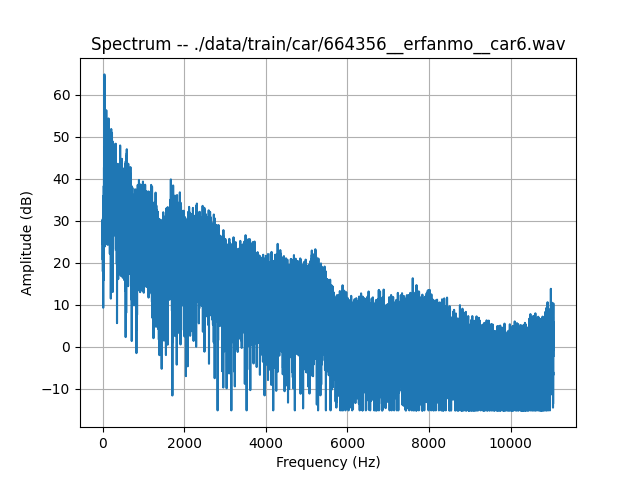 Spectrum -- ./data/train/car/664356__erfanmo__car6.wav
60
50
40
30
20
10
0
−10
Amplitude (dB)
0 2000 4000 6000 8000 10000
Frequency (Hz)